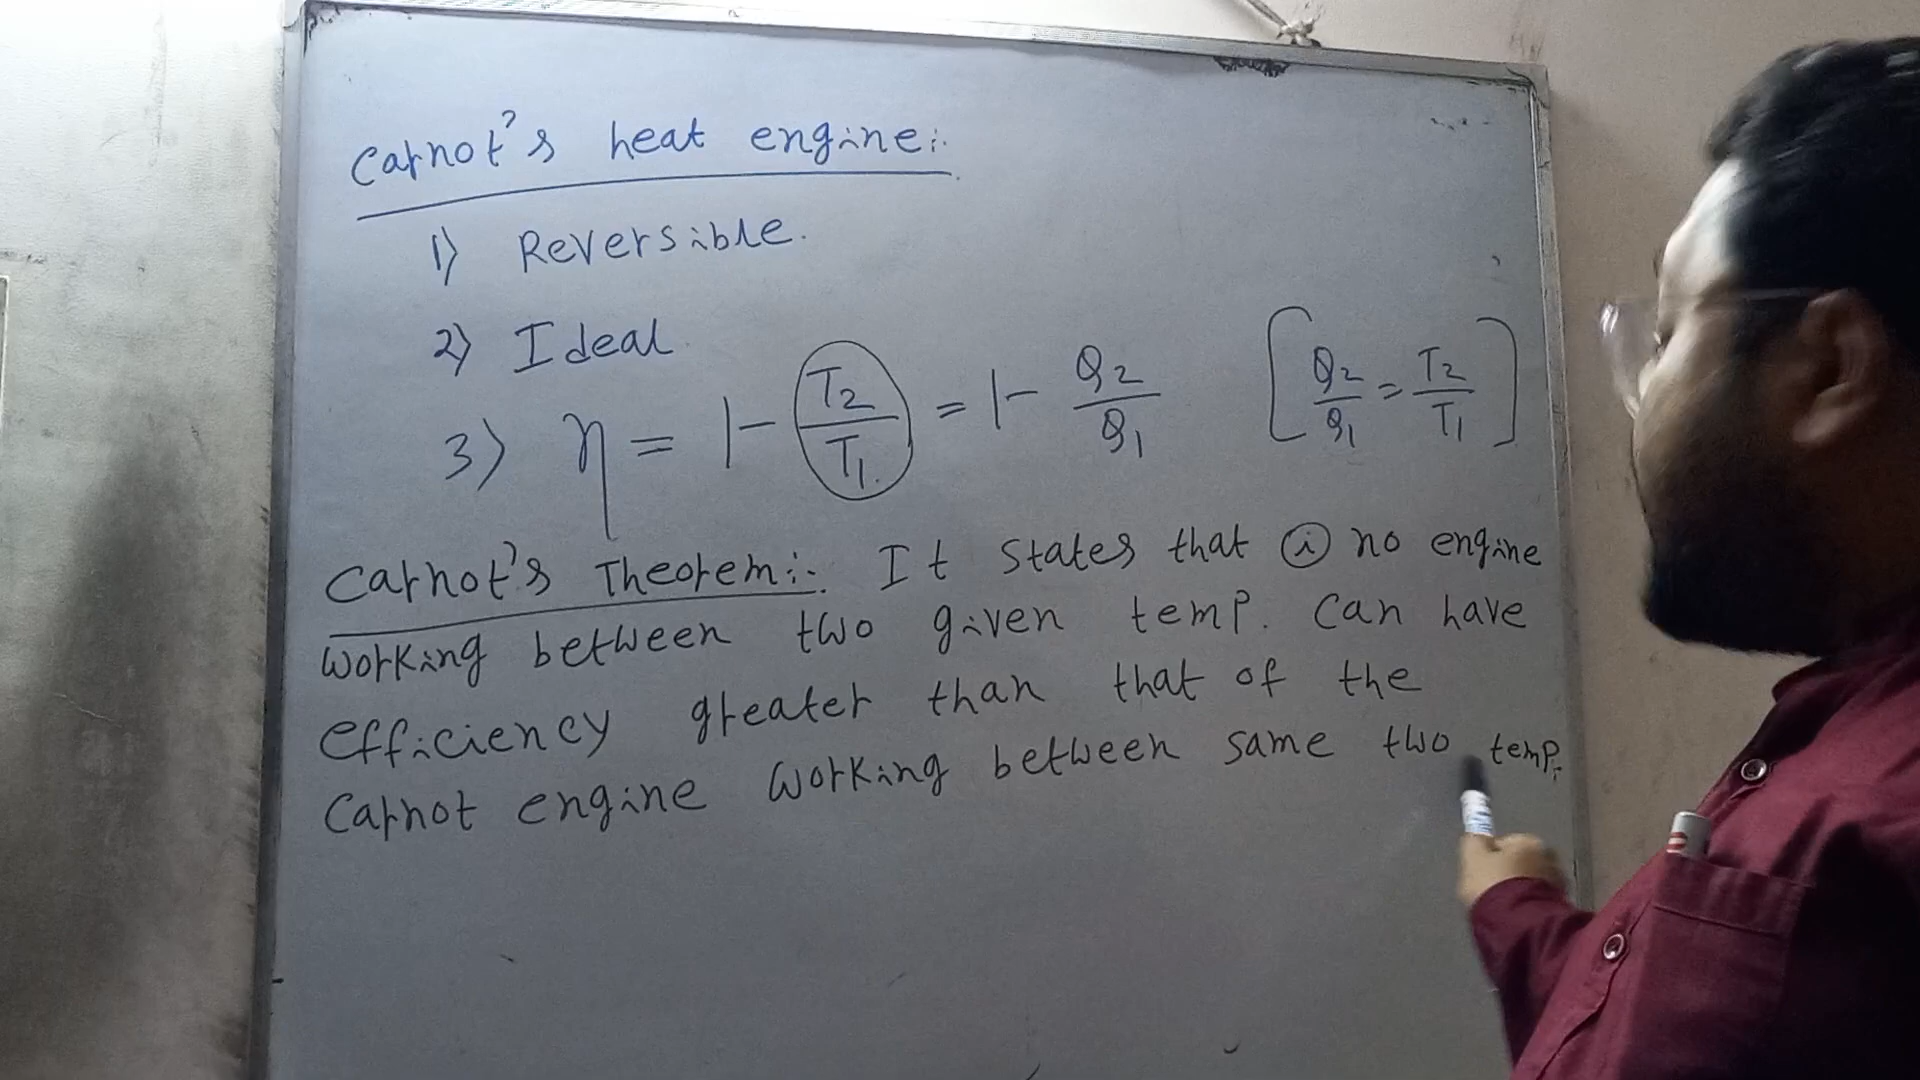 Carnot's heat engine:-
1) Reversible.
2) Ideal
3) η = 1 - T2/T1 = 1 - Q2/Q1 [Q2/Q1 = T2/T1]
Carnot's Theorem:- It states that (i) no engine
working between two given temp. can have
efficiency greater than that of the
Carnot engine working between same two temp.